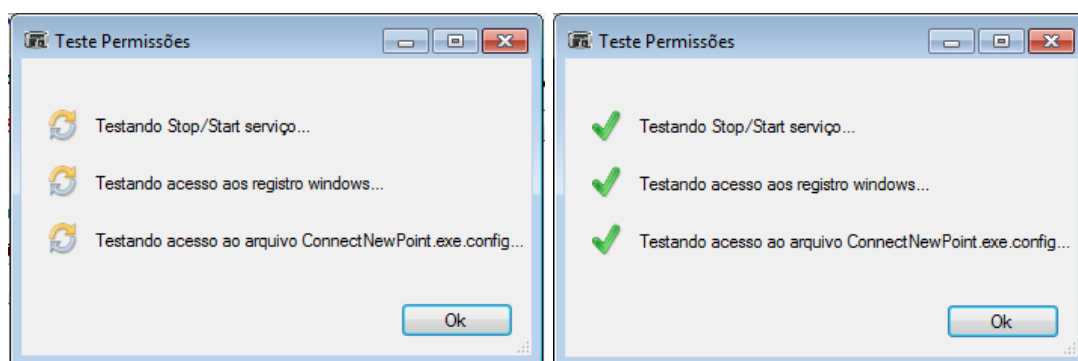 Teste Permissões
Testando Stop/Start serviço...
Testando acesso aos registro windows...
Testando acesso ao arquivo ConnectNewPoint.exe.config...
Ok
Teste Permissões
Testando Stop/Start serviço...
Testando acesso aos registro windows...
Testando acesso ao arquivo ConnectNewPoint.exe.config...
Ok